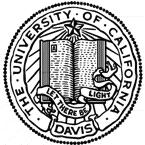 THE · UNIVERSITY · OF · CALIFORNIA ·
LET THERE BE
LIGHT
DAVIS